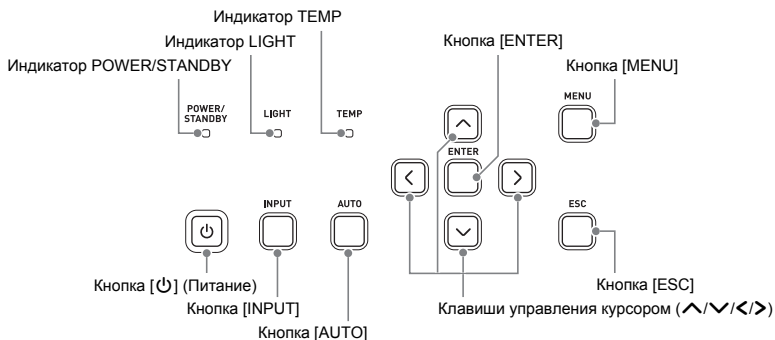 Индикатор TEMP
Индикатор LIGHT
Кнопка [ENTER]
Индикатор POWER/STANDBY
Кнопка [MENU]
POWER/
STANDBY
LIGHT
TEMP
MENU
ENTER
INPUT
AUTO
ESC
Кнопка [⏻] (Питание)
Кнопка [ESC]
Кнопка [INPUT]
Клавиши управления курсором (∧/∨/</>)
Кнопка [AUTO]